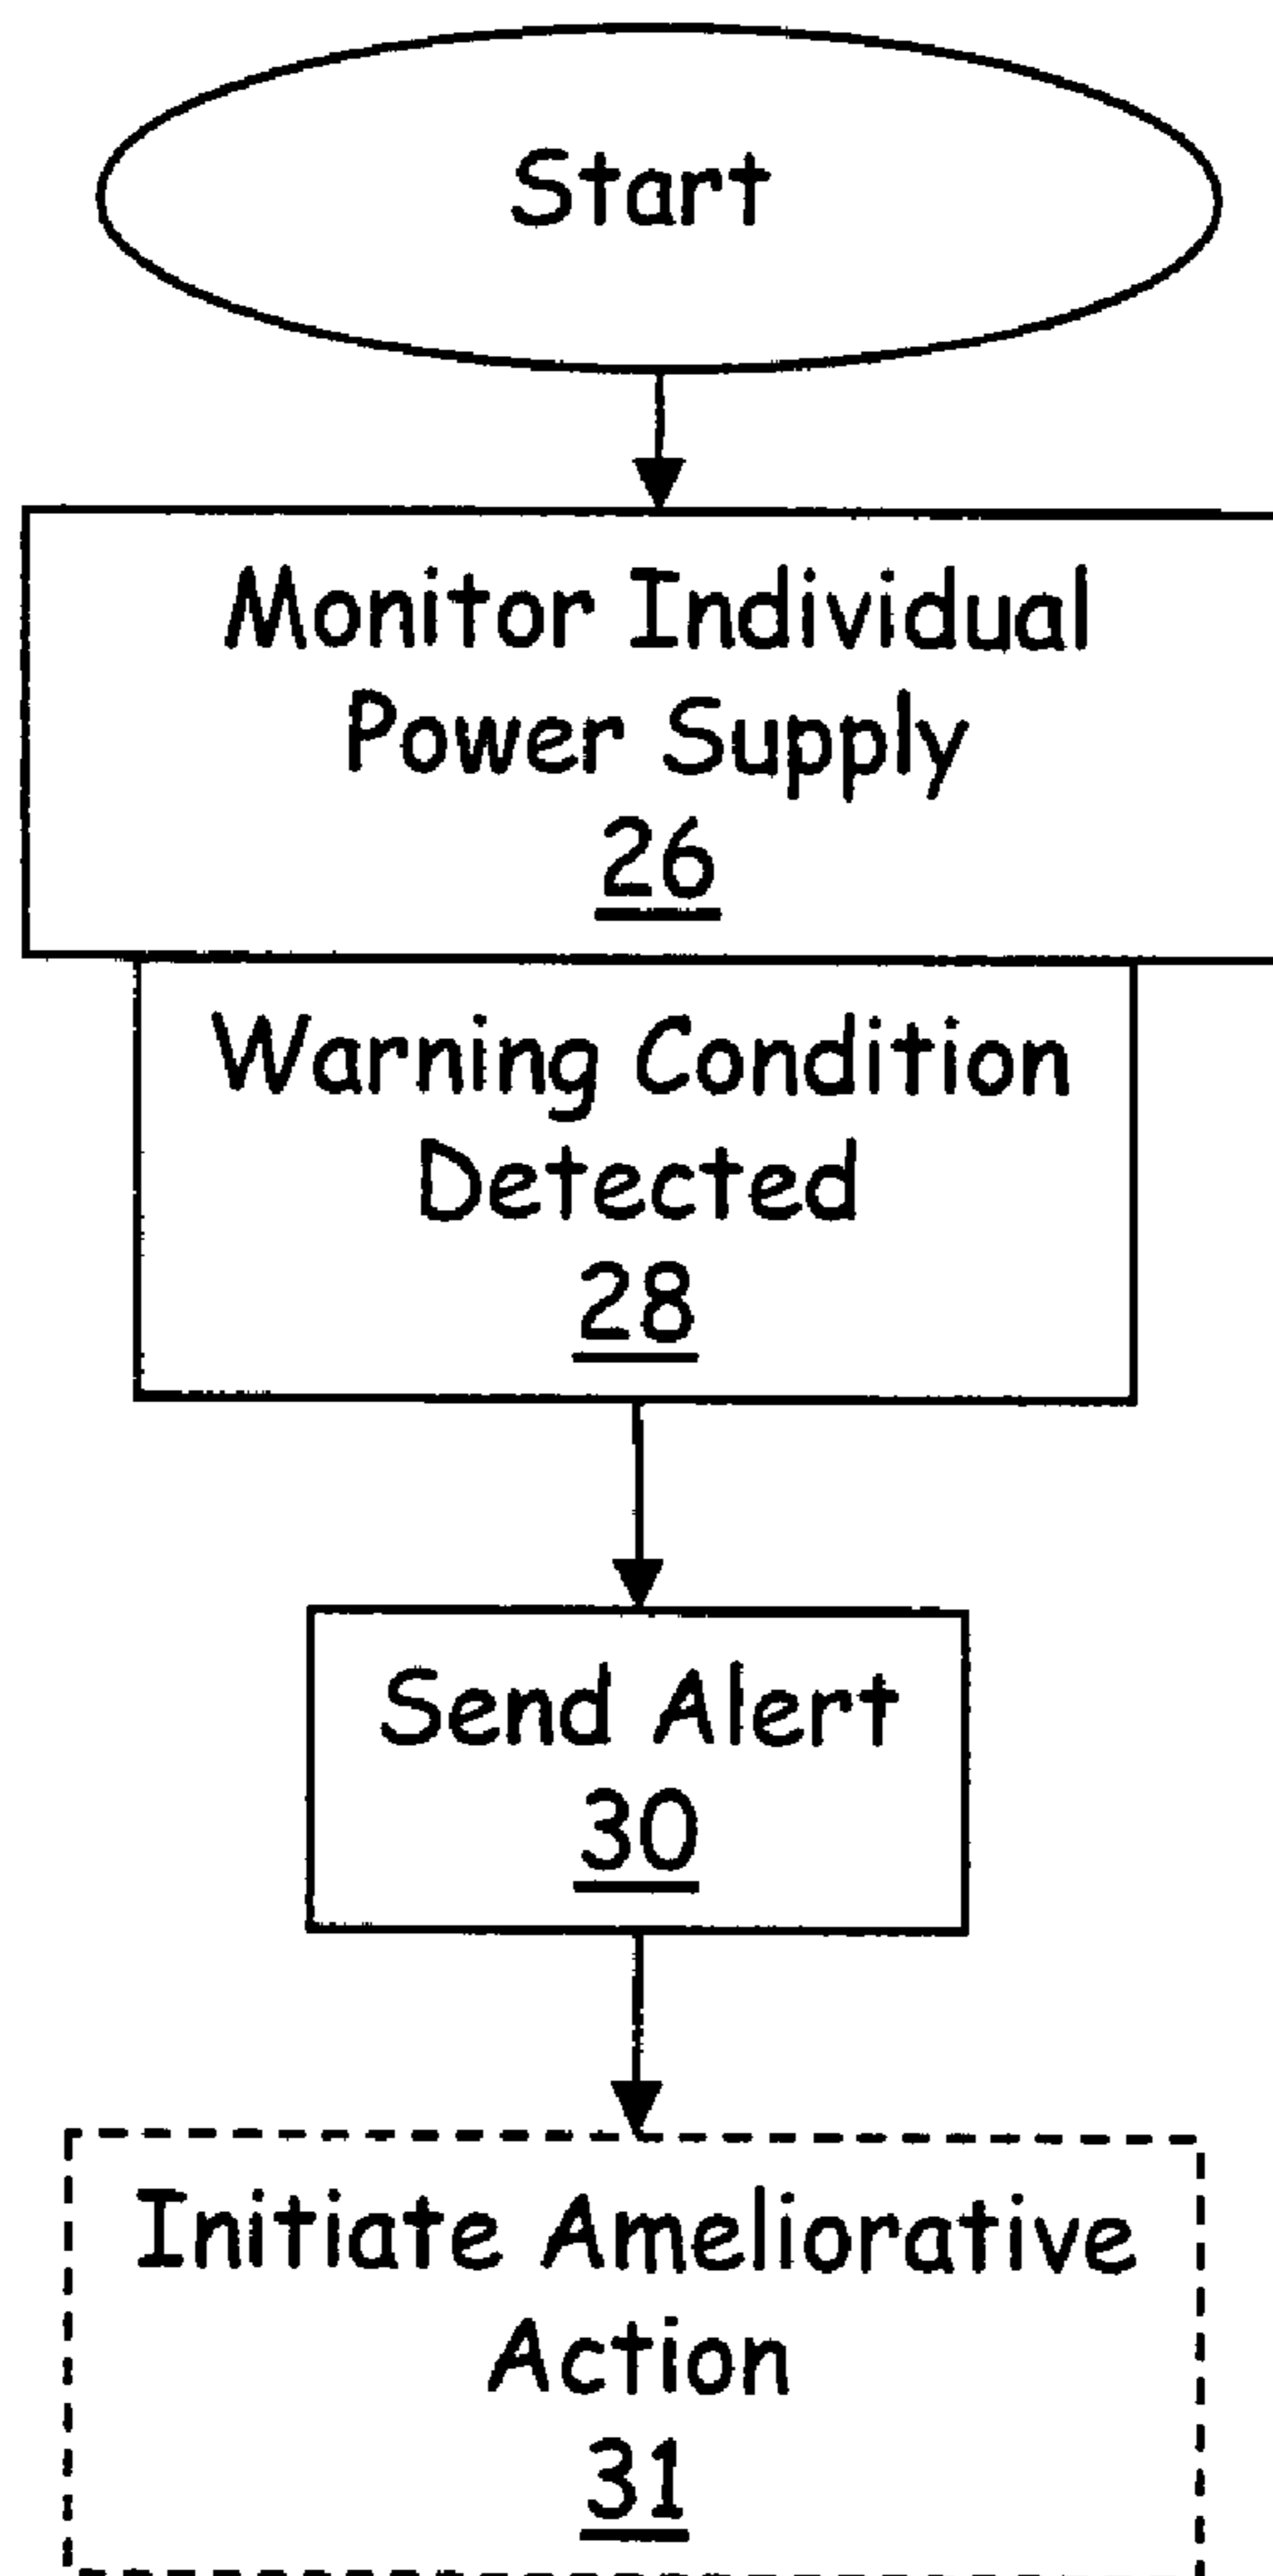 Start
Monitor Individual
Power Supply
26
Warning Condition
Detected
28
Send Alert
30
Initiate Ameliorative
Action
31